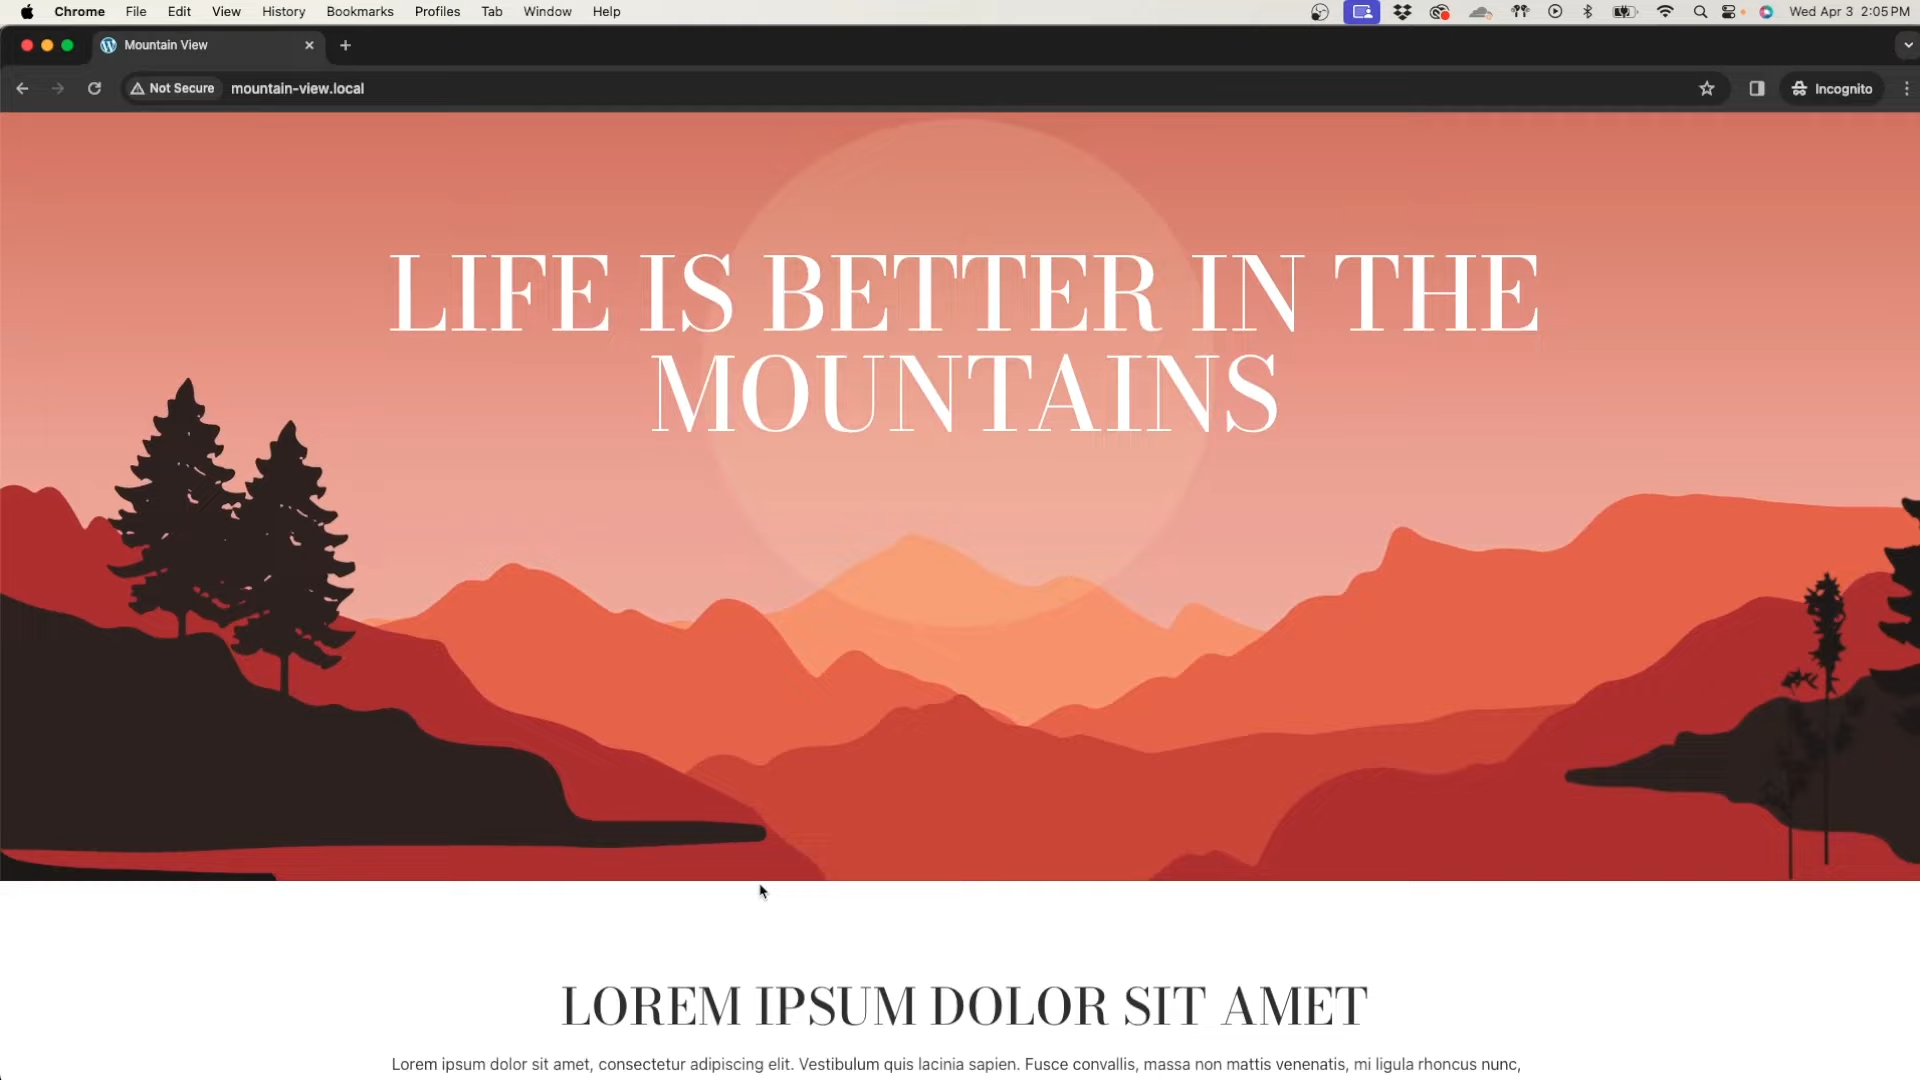 Chrome File Edit View History Bookmarks Profiles Tab Window Help Wed Apr 3 2:05 PM
Mountain View
Not Secure mountain-view.local Incognito
LIFE IS BETTER IN THE
MOUNTAINS
LOREM IPSUM DOLOR SIT AMET
Lorem ipsum dolor sit amet, consectetur adipiscing elit. Vestibulum quis lacinia sapien. Fusce convallis, massa non mattis venenatis, mi ligula rhoncus nunc,